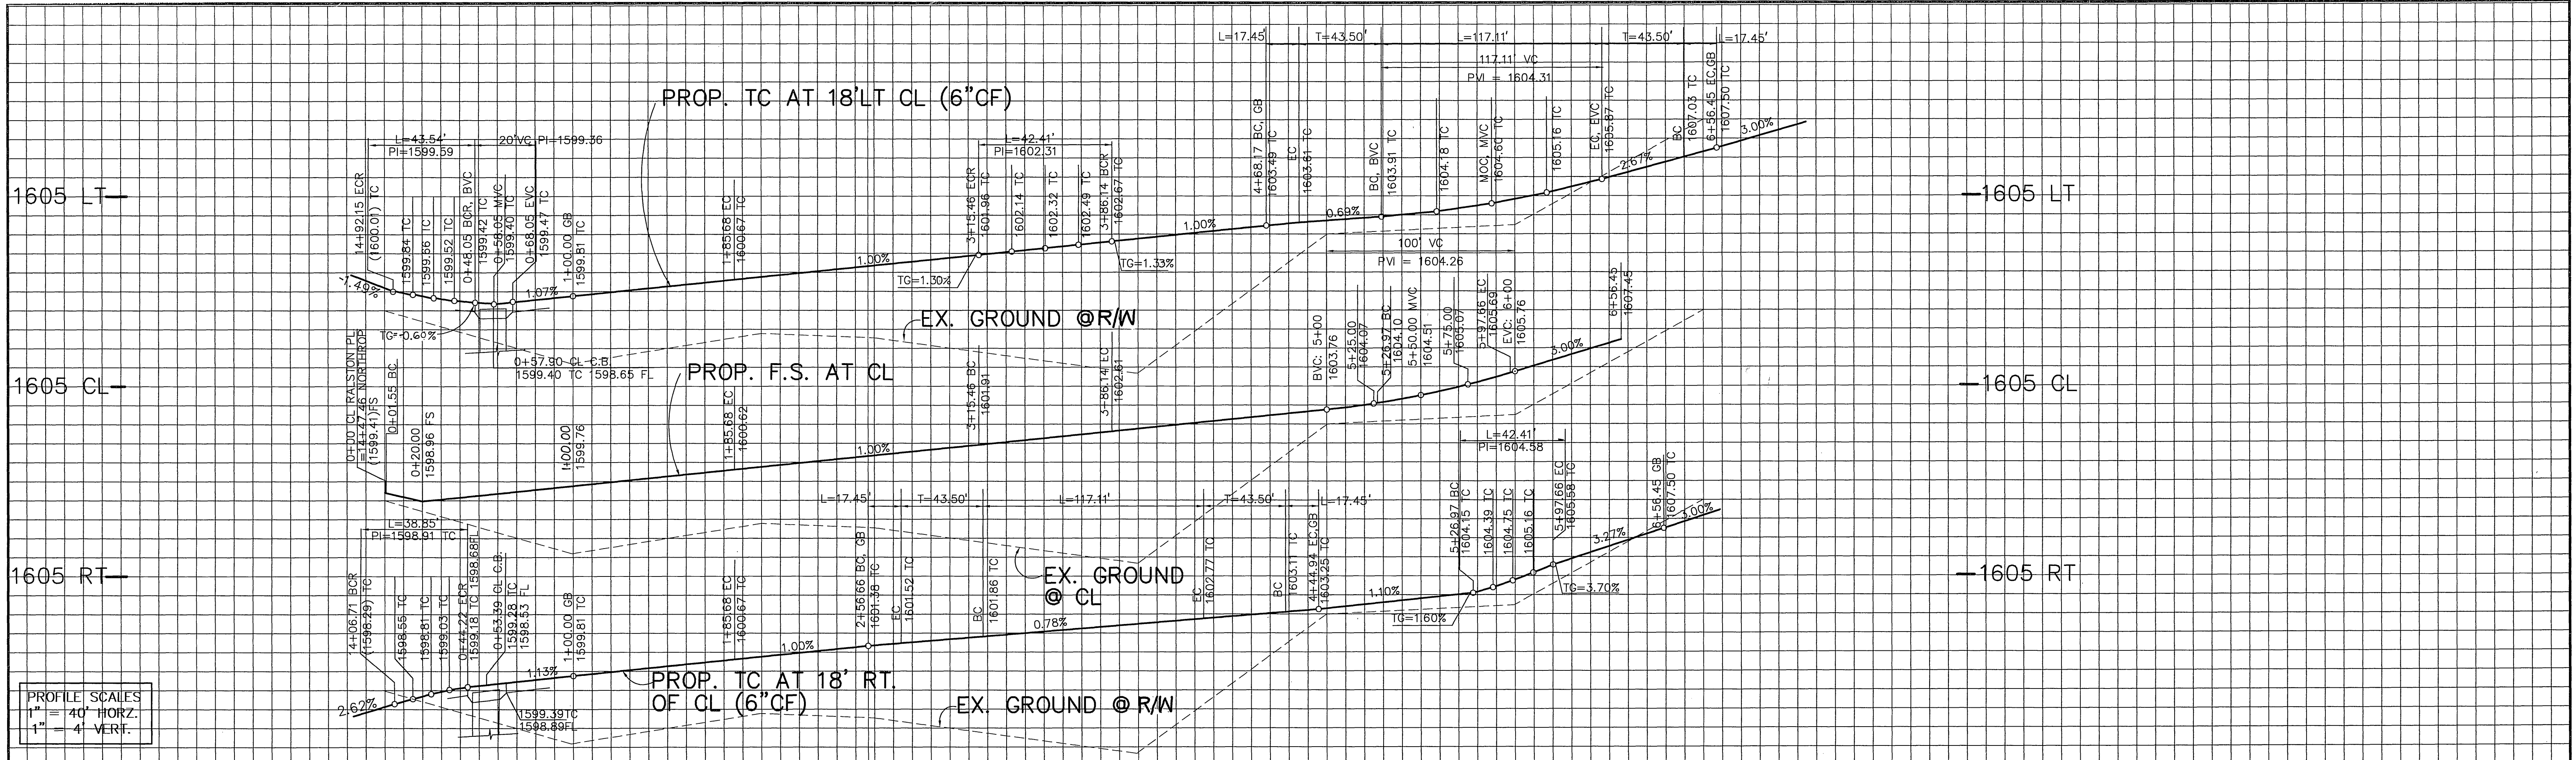 L=17.45'
T=43.50'
L=117.11'
T=43.50'
L=17.45'
117.11' VC
PVI = 1604.31
PROP. TC AT 18'LT CL (6"CF)
L=43.54'
PI=1599.59
20'VC PI=1599.36
L=42.41'
PI=1602.31
14+92.15 ECR
(1600.01) TC
1599.84 TC
1599.66 TC
1599.52 TC
0+48.05 BCR, BVC
1599.42 TC
0+58.05 MVC
1599.40 TC
0+68.05 EVC
1599.47 TC
1+00.00 GB
1599.81 TC
1+85.68 EC
1600.67 TC
3+15.46 ECR
1601.96 TC
1602.14 TC
1602.32 TC
1602.49 TC
3+86.14 BCR
1602.67 TC
4+68.17 BC, GB
1603.49 TC
EC
1603.61 TC
BC, BVC
1603.91 TC
1604.18 TC
MOC, MVC
1604.60 TC
1605.16 TC
EC, EVC
1605.87 TC
BC
1607.03 TC
6+56.45 EC,GB
1607.50 TC
1605 LT
1605 LT
-1.49%
1.07%
1.00%
1.00%
0.69%
2.67%
3.00%
TG=-0.60%
TG=1.30%
TG=1.33%
EX. GROUND @R/W
0+57.90 CL C.B.
1599.40 TC 1598.65 FL
100' VC
PVI = 1604.26
1605 CL
PROP. F.S. AT CL
1605 CL
0+00 CL RALSTON PL
=14+47.46 NORTHROP
(1599.41)FS
0+01.55 BC
0+20.00
1598.96 FS
1+00.00
1599.76
1+85.68 EC
1600.62
3+15.46 BC
1601.91
3+86.14 EC
1602.61
BVC: 5+00
1603.76
5+25.00
1604.07
5+26.97 BC
1604.10
5+50.00 MVC
1604.51
5+75.00
1605.07
5+97.66 EC
1605.69
EVC: 6+00
1605.76
6+56.45
1607.45
1.00%
3.00%
L=17.45'
T=43.50'
L=117.11'
T=43.50'
L=17.45'
L=42.41'
PI=1604.58
L=38.85'
PI=1598.91 TC
1605 RT
EX. GROUND
@ CL
1605 RT
14+06.71 BCR
(1598.29) TC
1598.55 TC
1598.81 TC
1599.03 TC
0+44.22 ECR
1599.18 TC 1598.68FL
0+53.39 CL C.B.
1599.28 TC
1598.53 FL
1+00.00 GB
1599.81 TC
1+85.68 EC
1600.67 TC
2+56.66 BC, GB
1601.38 TC
EC
1601.52 TC
BC
1601.86 TC
EC
1602.77 TC
BC
1603.11 TC
4+44.94 EC,GB
1603.25 TC
5+26.97 BC
1604.15 TC
1604.39 TC
1604.75 TC
1605.16 TC
5+97.66 EC
1605.58 TC
6+56.45 GB
1607.50 TC
2.62%
1.13%
1.00%
0.78%
1.10%
3.27%
3.00%
TG=1.60%
TG=3.70%
1599.39TC
1598.89FL
PROP. TC AT 18' RT.
OF CL (6"CF)
EX. GROUND @ R/W
PROFILE SCALES
1" = 40' HORZ.
1" = 4' VERT.